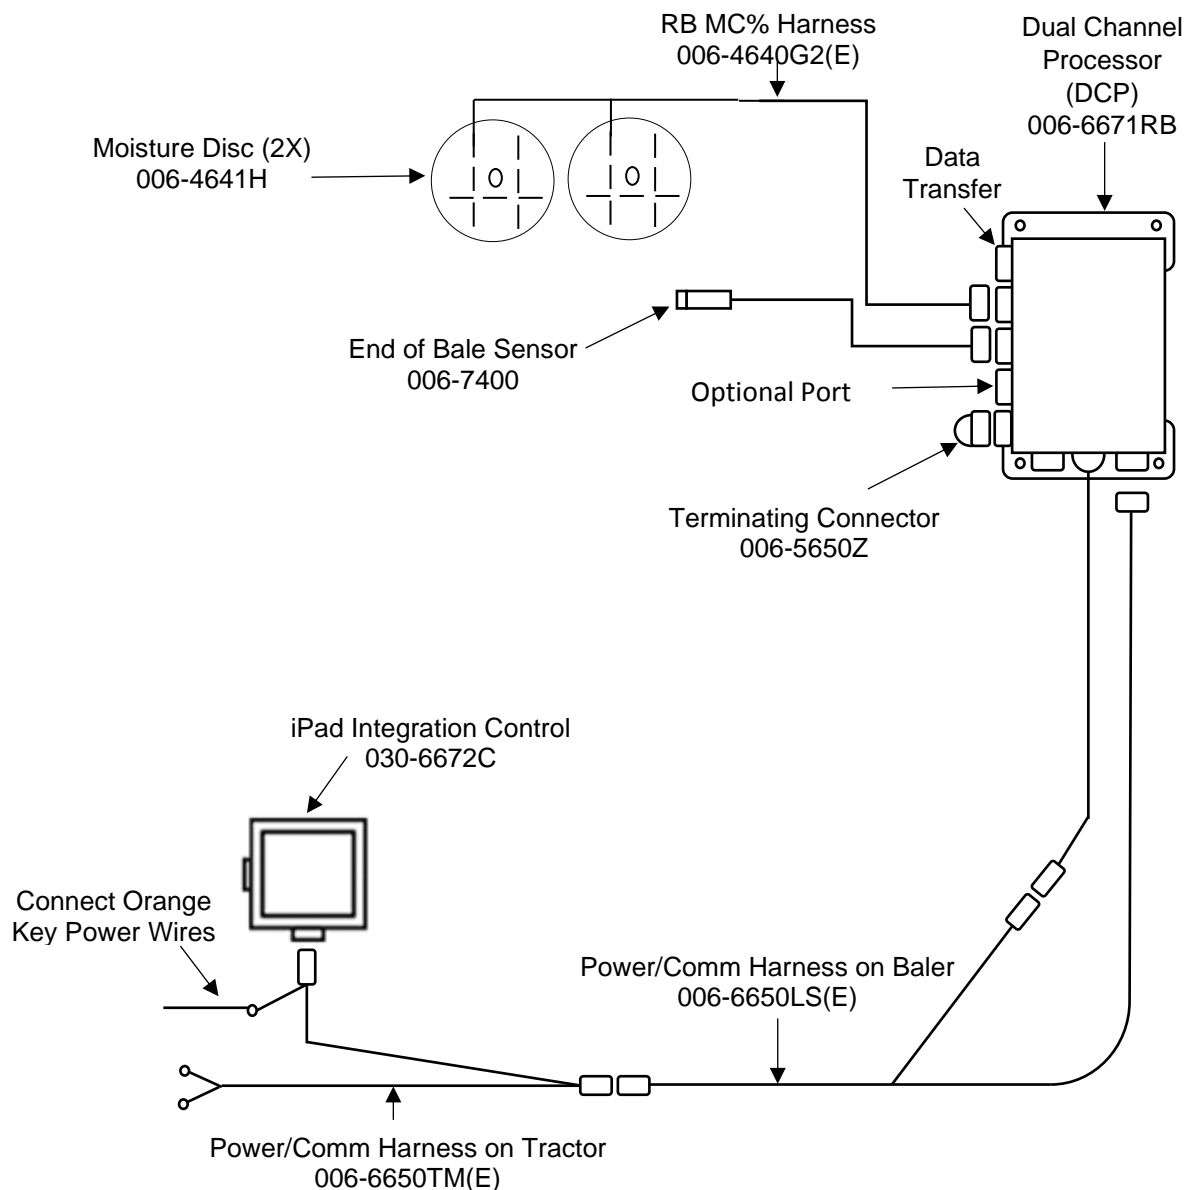 RB MC% Harness
006-4640G2(E)
Dual Channel
Processor
(DCP)
006-6671RB
Moisture Disc (2X)
006-4641H
Data
Transfer
End of Bale Sensor
006-7400
Optional Port
Terminating Connector
006-5650Z
iPad Integration Control
030-6672C
Connect Orange
Key Power Wires
Power/Comm Harness on Baler
006-6650LS(E)
Power/Comm Harness on Tractor
006-6650TM(E)